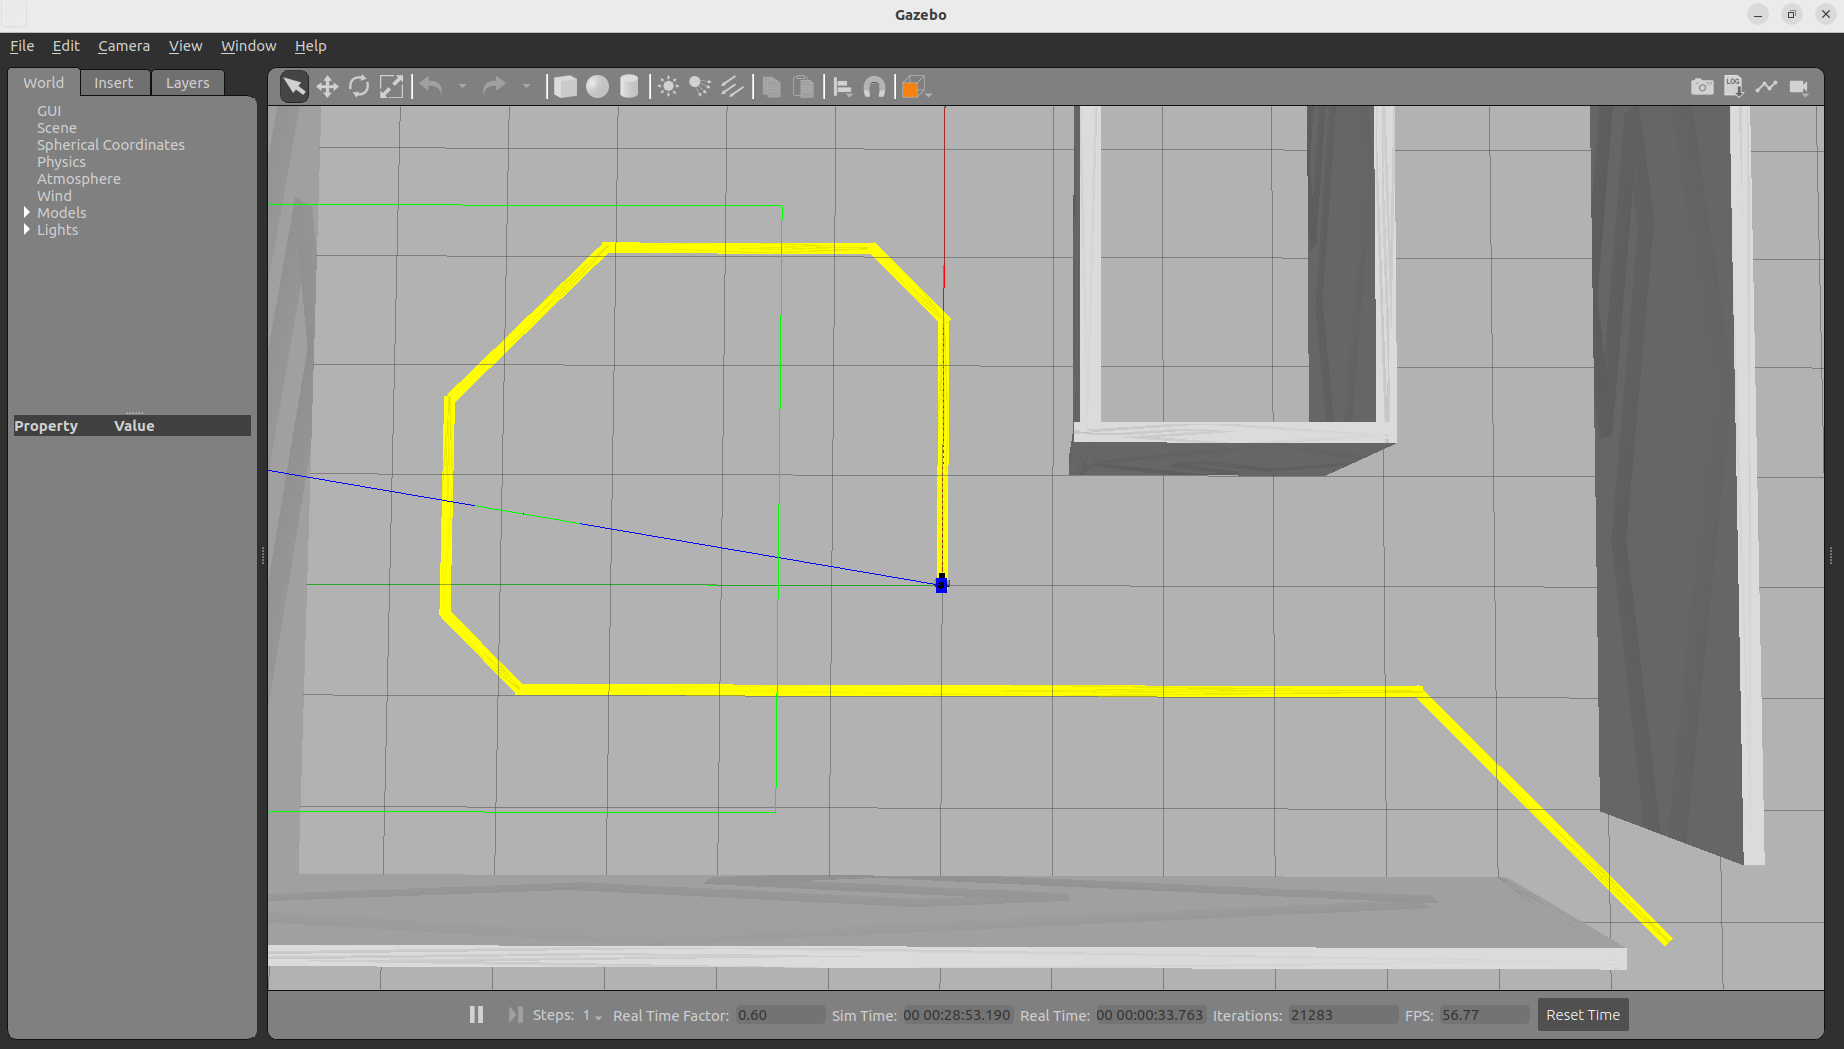 Gazebo
File Edit Camera View Window Help
World Insert Layers
LOG
GUI
Scene
Spherical Coordinates
Physics
Atmosphere
Wind
Models
Lights
Property Value
Steps: 1 Real Time Factor: 0.60 Sim Time: 00 00:28:53.190 Real Time: 00 00:00:33.763 Iterations: 21283 FPS: 56.77 Reset Time